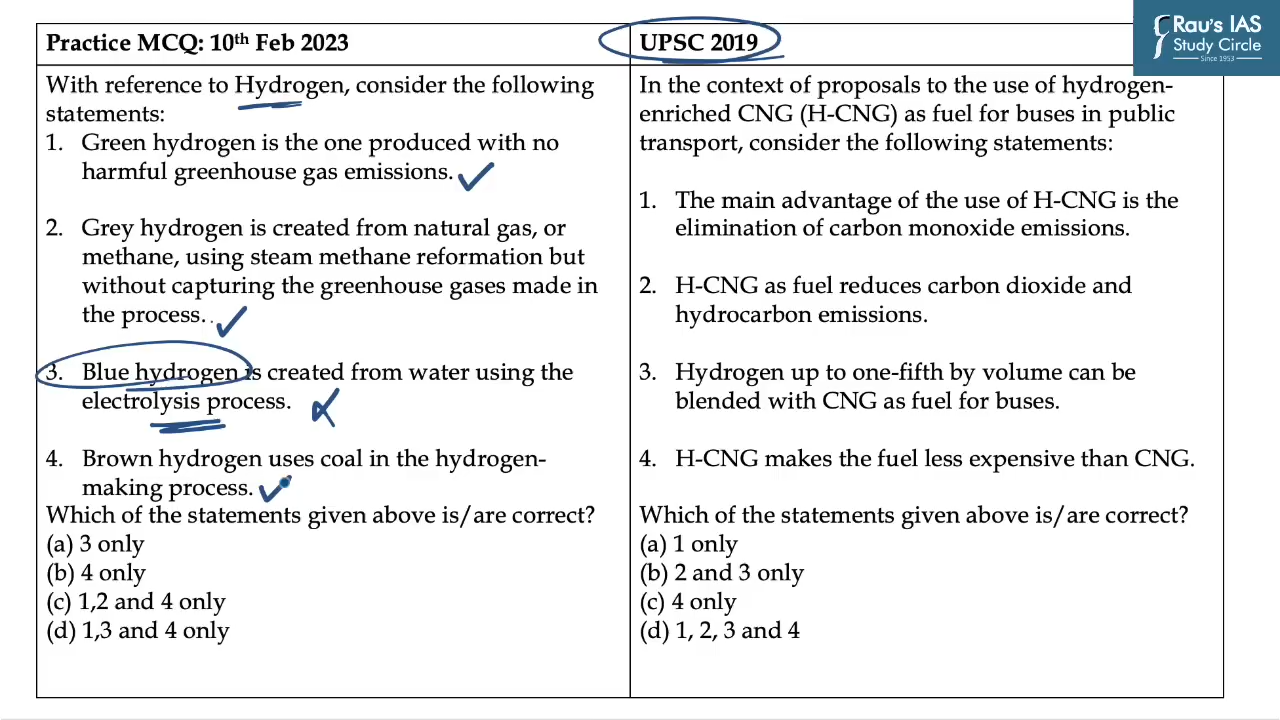 Practice MCQ: 10th Feb 2023
With reference to Hydrogen, consider the following
statements:
1. Green hydrogen is the one produced with no
harmful greenhouse gas emissions.
2. Grey hydrogen is created from natural gas, or
methane, using steam methane reformation but
without capturing the greenhouse gases made in
the process..
3. Blue hydrogen is created from water using the
electrolysis process.
4. Brown hydrogen uses coal in the hydrogen-
making process.
Which of the statements given above is/are correct?
(a) 3 only
(b) 4 only
(c) 1,2 and 4 only
(d) 1,3 and 4 only
UPSC 2019
In the context of proposals to the use of hydrogen-
enriched CNG (H-CNG) as fuel for buses in public
transport, consider the following statements:
1. The main advantage of the use of H-CNG is the
elimination of carbon monoxide emissions.
2. H-CNG as fuel reduces carbon dioxide and
hydrocarbon emissions.
3. Hydrogen up to one-fifth by volume can be
blended with CNG as fuel for buses.
4. H-CNG makes the fuel less expensive than CNG.
Which of the statements given above is/are correct?
(a) 1 only
(b) 2 and 3 only
(c) 4 only
(d) 1, 2, 3 and 4
Rau's IAS
Study Circle
Since 1953